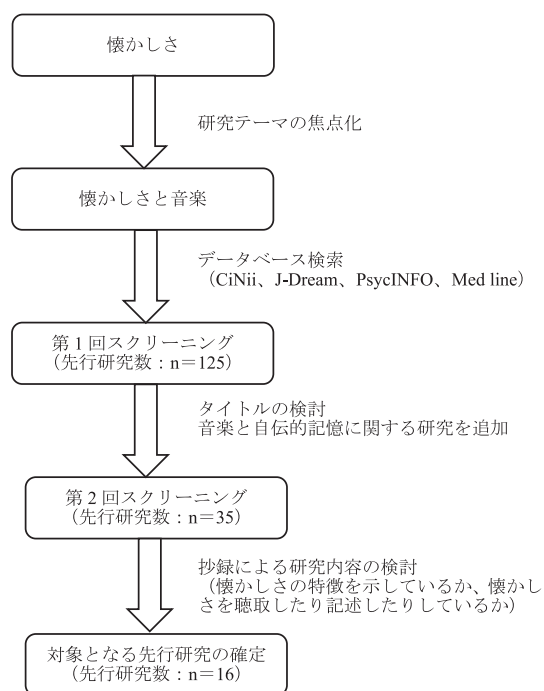 懐かしさ
研究テーマの焦点化
懐かしさと音楽
データベース検索
（CiNii、J-Dream、PsycINFO、Med line）
第1回スクリーニング
（先行研究数：n＝125）
タイトルの検討
音楽と自伝的記憶に関する研究を追加
第2回スクリーニング
（先行研究数：n＝35）
抄録による研究内容の検討
（懐かしさの特徴を示しているか、懐かし
さを聴取したり記述したりしているか）
対象となる先行研究の確定
（先行研究数：n＝16）